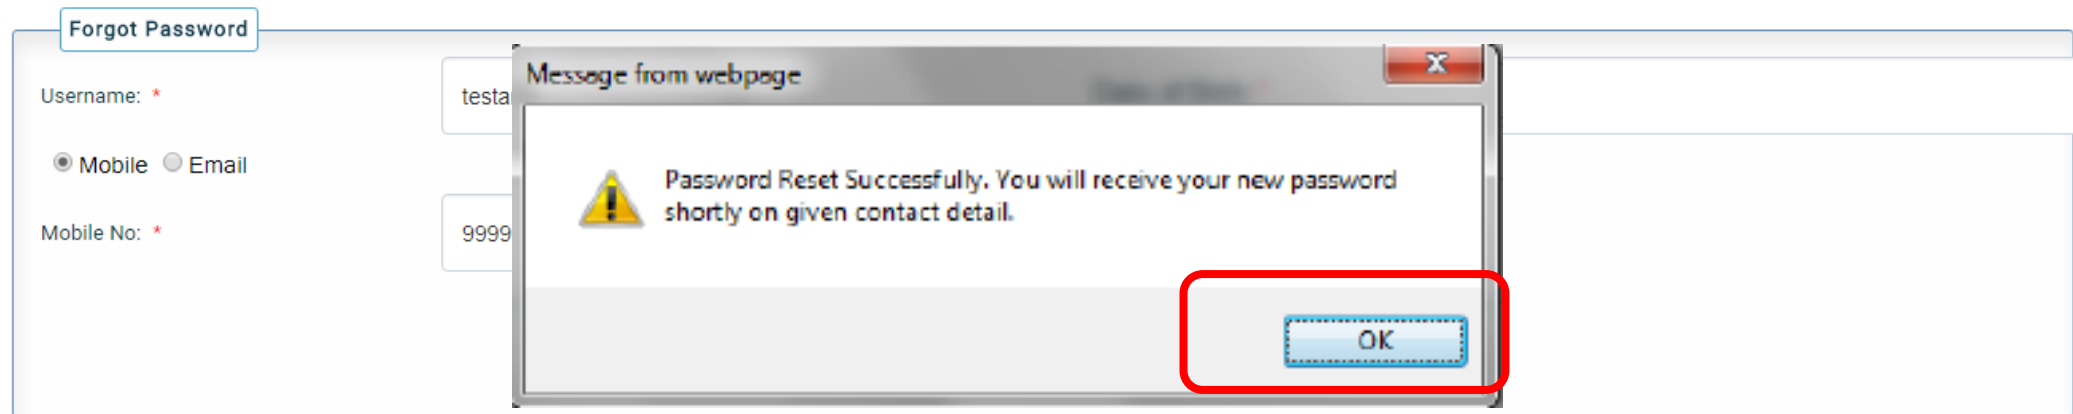 Forgot Password
Message from webpage
X
Username: *
testa
Mobile Email
Password Reset Successfully. You will receive your new password
shortly on given contact detail.
Mobile No: *
9999
OK